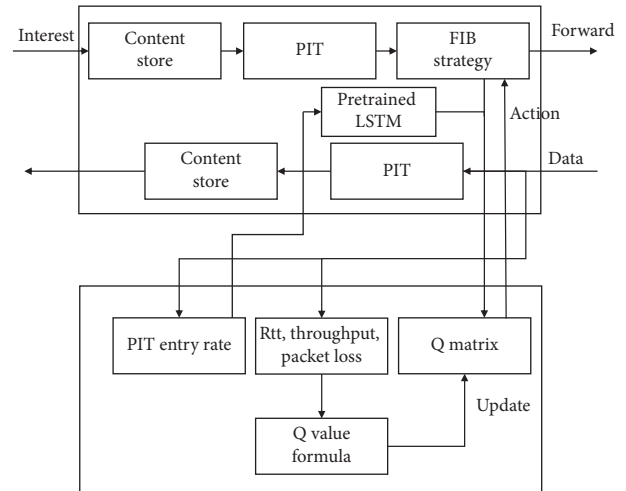 Interest
Content
store
PIT
FIB
strategy
Forward
Pretrained
LSTM
Action
Content
store
PIT
Data
PIT entry rate
Rtt, throughput,
packet loss
Q matrix
Update
Q value
formula